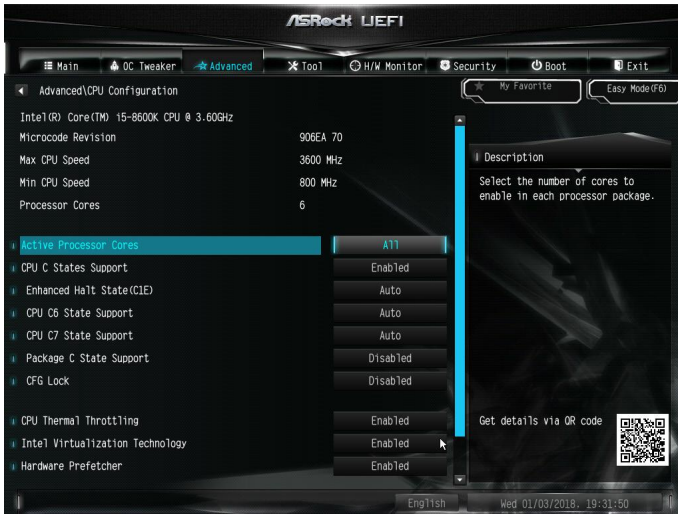 ASRock UEFI
Main
OC Tweaker
Advanced
Tool
H/W Monitor
Security
Boot
Exit
Advanced\CPU Configuration
My Favorite
Easy Mode(F6)
Intel(R) Core(TM) i5-8600K CPU @ 3.60GHz
Microcode Revision 906EA 70
Max CPU Speed 3600 MHz
Min CPU Speed 800 MHz
Processor Cores 6
Active Processor Cores All
CPU C States Support Enabled
Enhanced Halt State(C1E) Auto
CPU C6 State Support Auto
CPU C7 State Support Auto
Package C State Support Disabled
CFG Lock Disabled
CPU Thermal Throttling Enabled
Intel Virtualization Technology Enabled
Hardware Prefetcher Enabled
Description
Select the number of cores to
enable in each processor package.
Get details via QR code
English
Wed 01/03/2018. 19:31:50